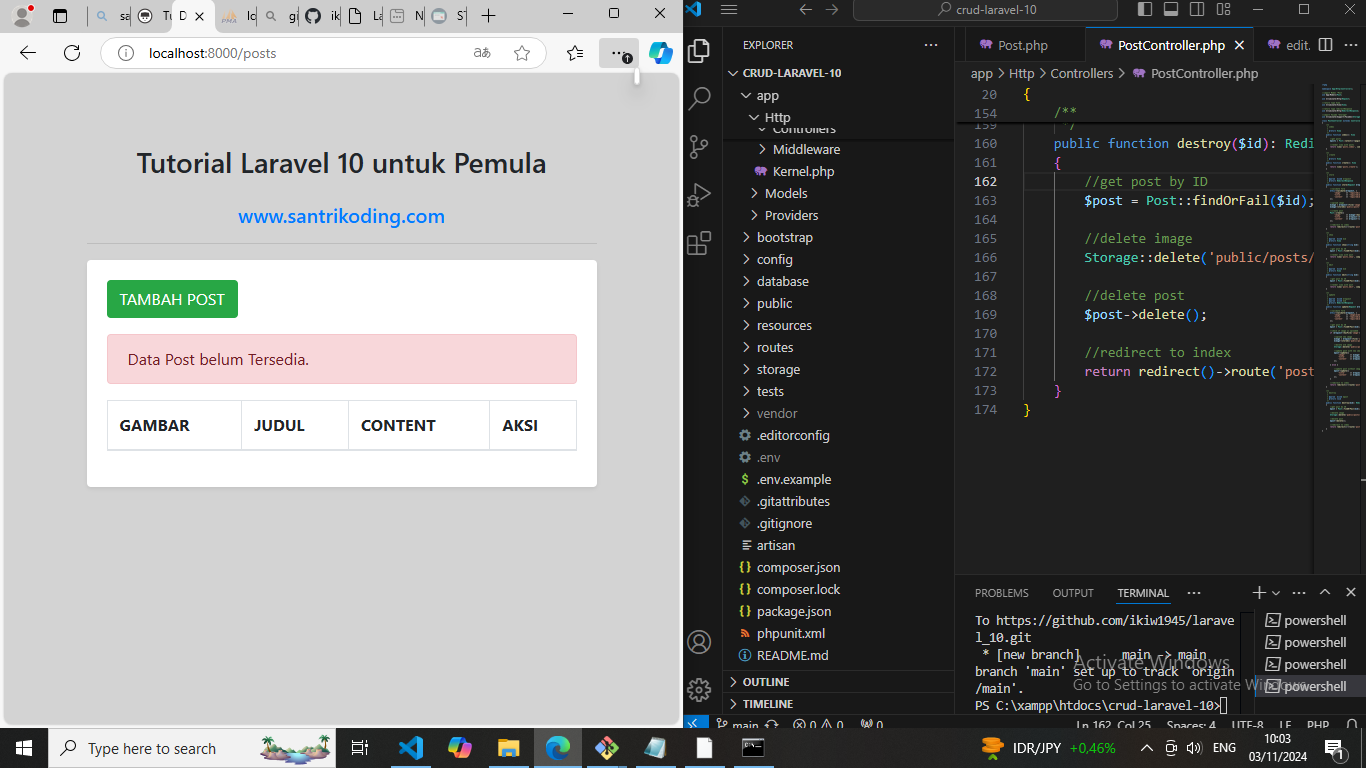 localhost:8000/posts
Tutorial Laravel 10 untuk Pemula
www.santrikoding.com
TAMBAH POST
Data Post belum Tersedia.
GAMBAR JUDUL CONTENT AKSI
crud-laravel-10
EXPLORER
CRUD-LARAVEL-10
app
Http
Controllers
Middleware
Kernel.php
Models
Providers
bootstrap
config
database
public
resources
routes
storage
tests
vendor
.editorconfig
.env
.env.example
.gitattributes
.gitignore
artisan
composer.json
composer.lock
package.json
phpunit.xml
README.md
OUTLINE
TIMELINE
Post.php PostController.php edit.
app > Http > Controllers > PostController.php
20 {
154 /**
159 */
160 public function destroy($id): Redi
161 {
162 //get post by ID
163 $post = Post::findOrFail($id);
164
165 //delete image
166 Storage::delete('public/posts/
167
168 //delete post
169 $post->delete();
170
171 //redirect to index
172 return redirect()->route('post
173 }
174 }
PROBLEMS OUTPUT TERMINAL
To https://github.com/ikiw1945/larave
l_10.git
* [new branch] main -> main
branch 'main' set up to track 'origin
/main'.
PS C:\xampp\htdocs\crud-laravel-10>
powershell
powershell
powershell
powershell
Activate Windows
Go to Settings to activate Windows.
main 0 0 0 Ln 162, Col 25 Spaces: 4 UTF-8 LF PHP
Type here to search
IDR/JPY +0,46%
ENG
10:03
03/11/2024
1